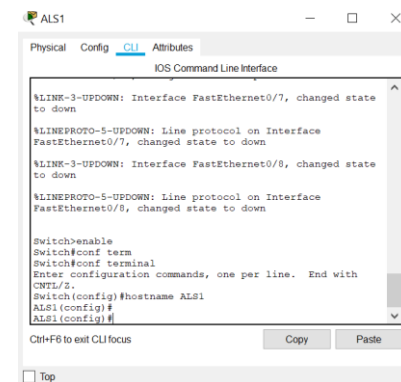 ALS1
Physical Config CLI Attributes
IOS Command Line Interface
%LINK-3-UPDOWN: Interface FastEthernet0/7, changed state
to down
%LINEPROTO-5-UPDOWN: Line protocol on Interface
FastEthernet0/7, changed state to down
%LINK-3-UPDOWN: Interface FastEthernet0/8, changed state
to down
%LINEPROTO-5-UPDOWN: Line protocol on Interface
FastEthernet0/8, changed state to down
Switch>enable
Switch#conf term
Switch#conf terminal
Enter configuration commands, one per line. End with
CNTL/Z.
Switch(config)#hostname ALS1
ALS1(config)#
ALS1(config)#
Ctrl+F6 to exit CLI focus
Copy Paste
Top